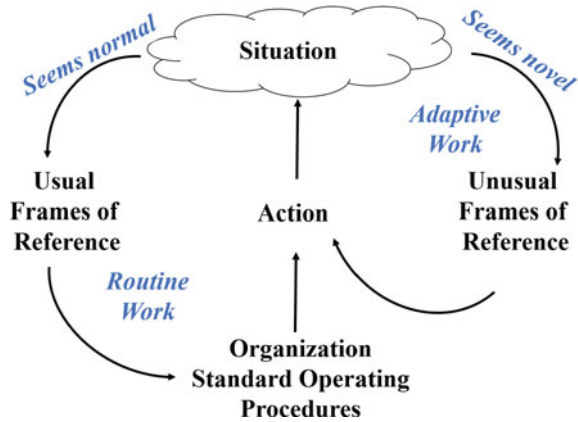 Seems normal
Situation
Seems novel
Adaptive
Work
Usual
Frames of
Reference
Action
Unusual
Frames of
Reference
Routine
Work
Organization
Standard Operating
Procedures